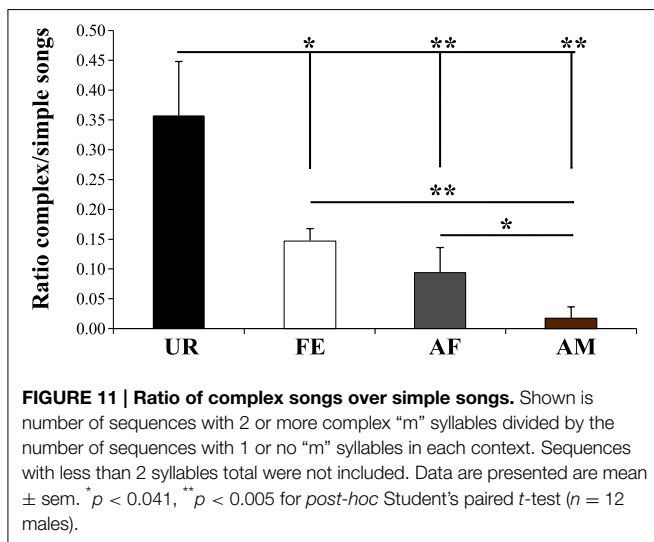 Ratio complex/simple songs
0.50
0.45
0.40
0.35
0.30
0.25
0.20
0.15
0.10
0.05
0.00
* ** **
**
*
UR FE AF AM
FIGURE 11 | Ratio of complex songs over simple songs. Shown is
number of sequences with 2 or more complex “m” syllables divided by the
number of sequences with 1 or no “m” syllables in each context. Sequences
with less than 2 syllables total were not included. Data are presented are mean
± sem. *p < 0.041, **p < 0.005 for post-hoc Student’s paired t-test (n = 12
males).